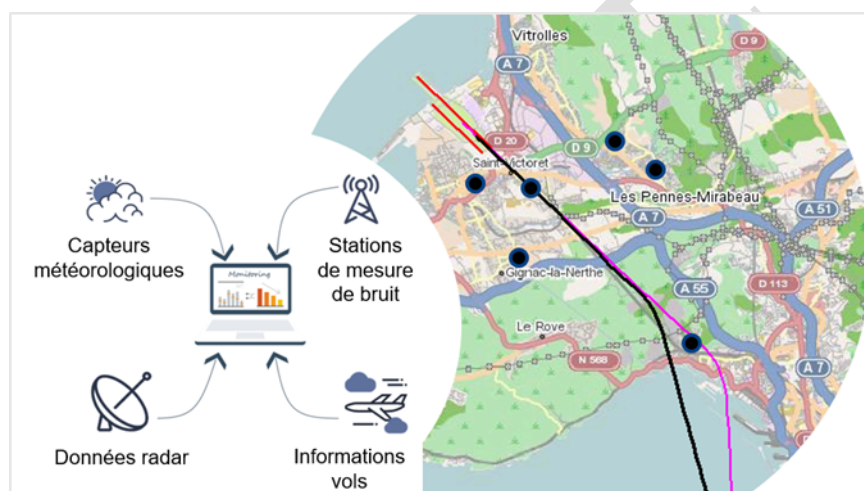 Capteurs
météorologiques
Stations
de mesure
de bruit
Monitoring
Données radar
Informations
vols
Vitrolles
D 9
A 7
D 20
D 9
Saint-Victoret
Les Pennes-Mirabeau
A 7
A 51
Gignac-la-Nerthe
A 55
D 113
Le Rove
N 568
A 7